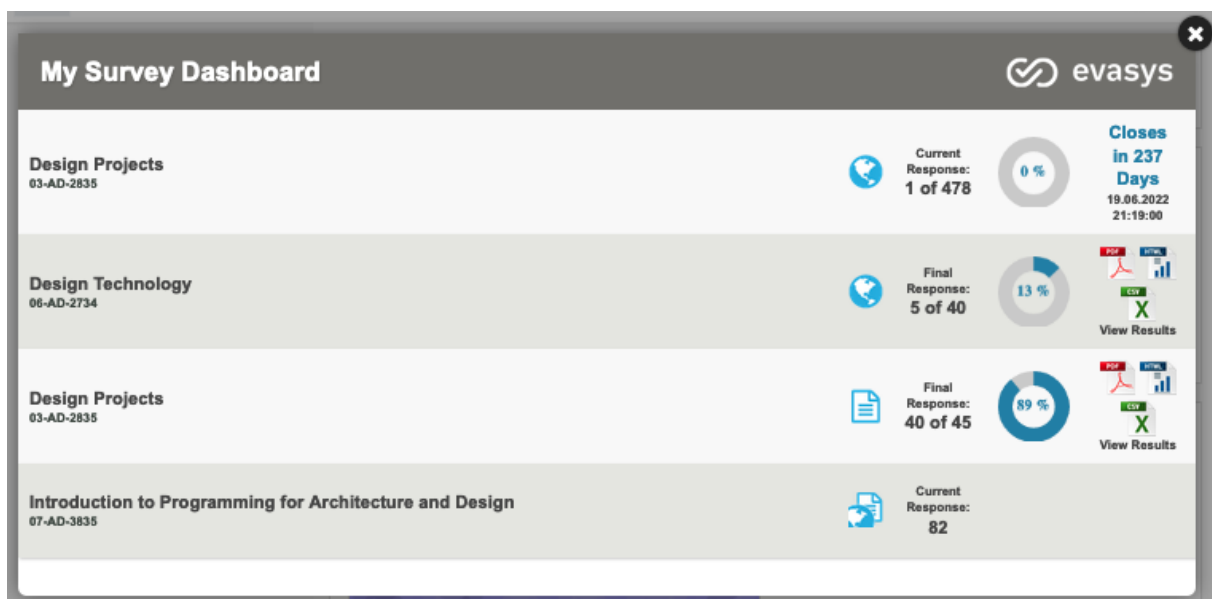 My Survey Dashboard
evasys
Design Projects
03-AD-2835
Current
Response:
1 of 478
0 %
Closes
in 237
Days
19.06.2022
21:19:00
Design Technology
06-AD-2734
Final
Response:
5 of 40
13 %
PDF
HTML
CSV
X
View Results
Design Projects
03-AD-2835
Final
Response:
40 of 45
89 %
PDF
HTML
CSV
X
View Results
Introduction to Programming for Architecture and Design
07-AD-3835
Current
Response:
82